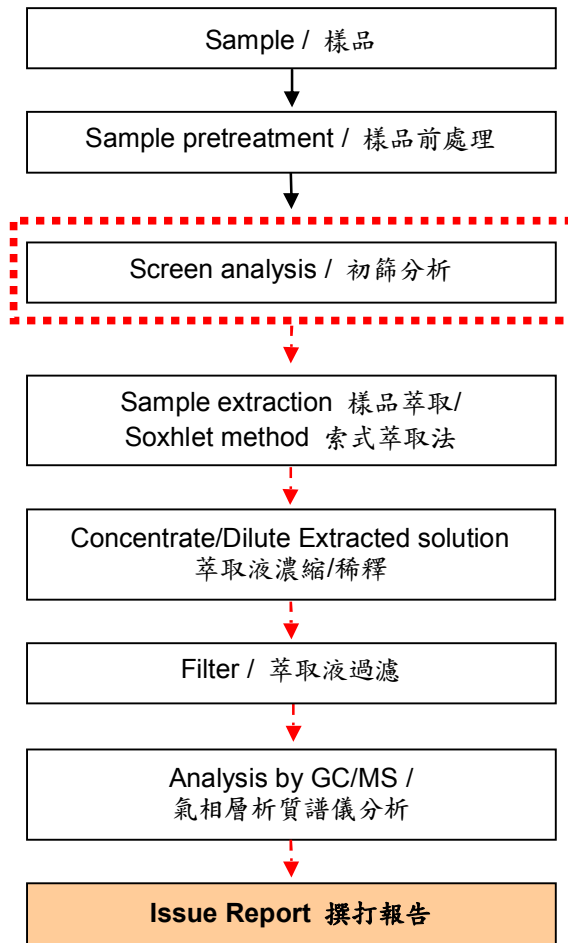 Sample / 樣品
Sample pretreatment / 樣品前處理
Screen analysis / 初篩分析
Sample extraction 樣品萃取/
Soxhlet method 索式萃取法
Concentrate/Dilute Extracted solution
萃取液濃縮/稀釋
Filter / 萃取液過濾
Analysis by GC/MS /
氣相層析質譜儀分析
Issue Report 撰打報告